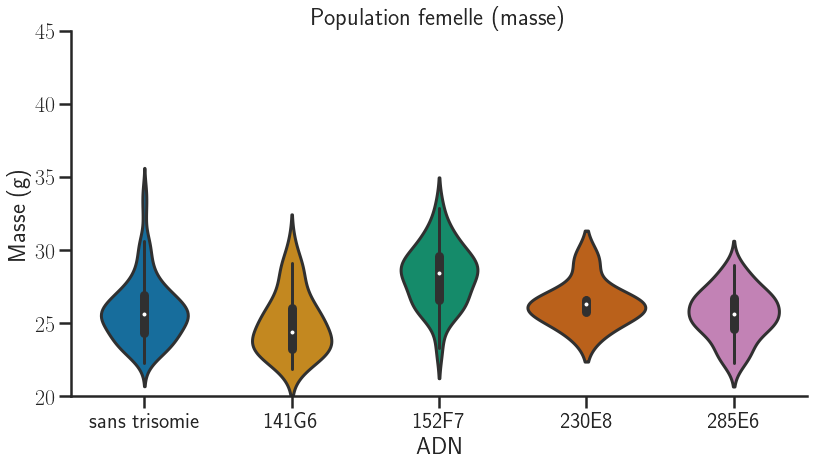 Population femelle (masse)
45
40
35
30
25
20
Masse (g)
sans trisomie 141G6 152F7 230E8 285E6
ADN